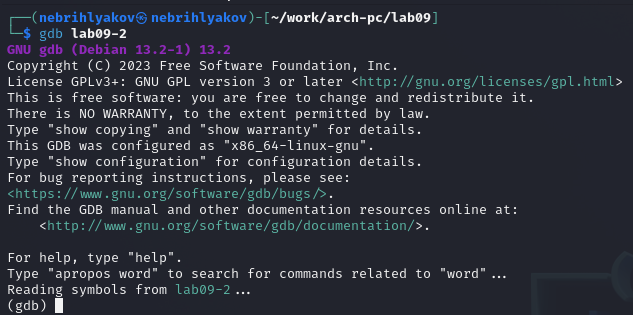 ┌──(nebrihlyakov㉿nebrihlyakov)-[~/work/arch-pc/lab09]
└─$ gdb lab09-2
GNU gdb (Debian 13.2-1) 13.2
Copyright (C) 2023 Free Software Foundation, Inc.
License GPLv3+: GNU GPL version 3 or later <http://gnu.org/licenses/gpl.html>
This is free software: you are free to change and redistribute it.
There is NO WARRANTY, to the extent permitted by law.
Type "show copying" and "show warranty" for details.
This GDB was configured as "x86_64-linux-gnu".
Type "show configuration" for configuration details.
For bug reporting instructions, please see:
<https://www.gnu.org/software/gdb/bugs/>.
Find the GDB manual and other documentation resources online at:
    <http://www.gnu.org/software/gdb/documentation/>.

For help, type "help".
Type "apropos word" to search for commands related to "word"...
Reading symbols from lab09-2...
(gdb)